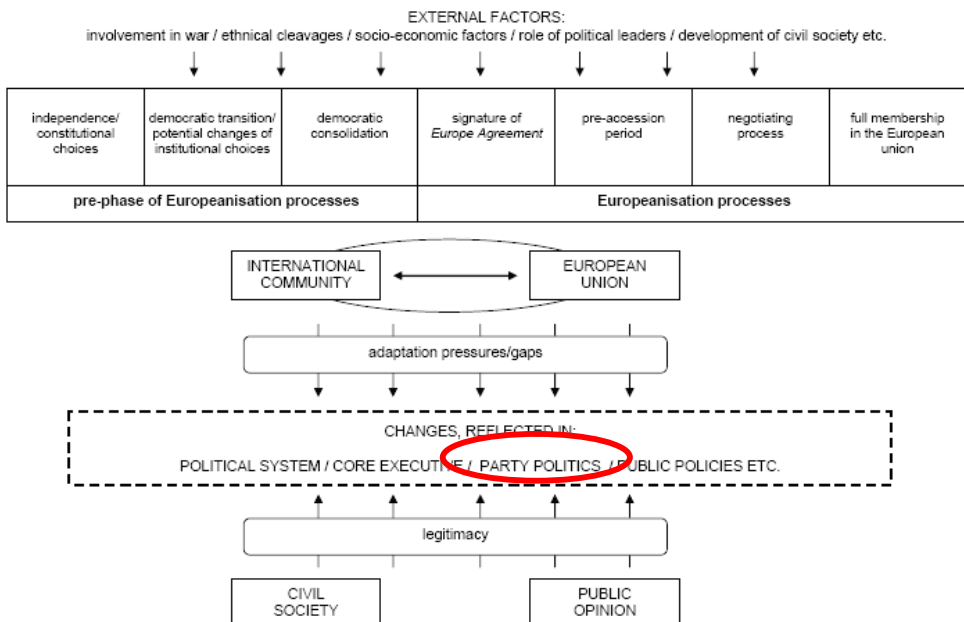 EXTERNAL FACTORS:
involvement in war / ethnical cleavages / socio-economic factors / role of political leaders / development of civil society etc.
independence/
constitutional
choices
democratic transition/
potential changes of
institutional choices
democratic
consolidation
signature of
Europe Agreement
pre-accession
period
negotiating
process
full membership
in the European
union
pre-phase of Europeanisation processes
Europeanisation processes
INTERNATIONAL
COMMUNITY
EUROPEAN
UNION
adaptation pressures/gaps
CHANGES, REFLECTED IN:
POLITICAL SYSTEM / CORE EXECUTIVE / PARTY POLITICS / PUBLIC POLICIES ETC.
legitimacy
CIVIL
SOCIETY
PUBLIC
OPINION